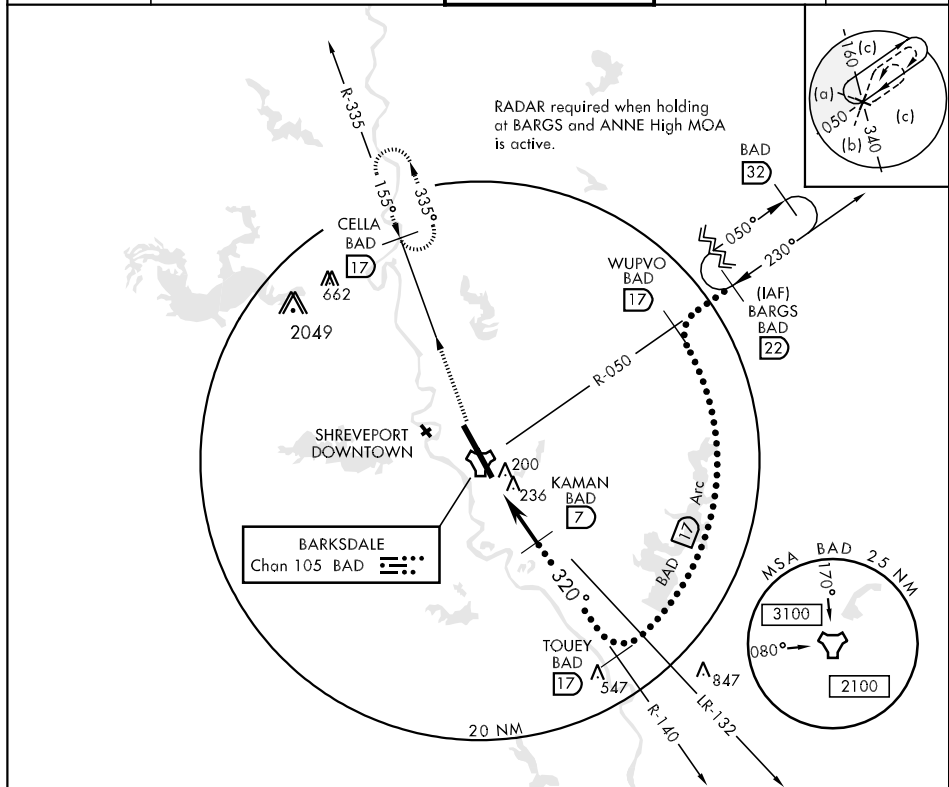 R-335
155°
335°
RADAR required when holding
at BARGS and ANNE High MOA
is active.
160
(c)
(a)
050
(b)
340
(c)
BAD
32
050°
230°
CELLA
BAD
17
662
2049
WUPVO
BAD
17
(IAF)
BARGS
BAD
22
R-050
SHREVEPORT
DOWNTOWN
200
236
KAMAN
BAD
7
BARKSDALE
Chan 105 BAD
BAD 17 Arc
320°
TOUEY
BAD
17
547
847
R-140
LR-132
20 NM
MSA BAD 25 NM
170°
3100
080°
2100